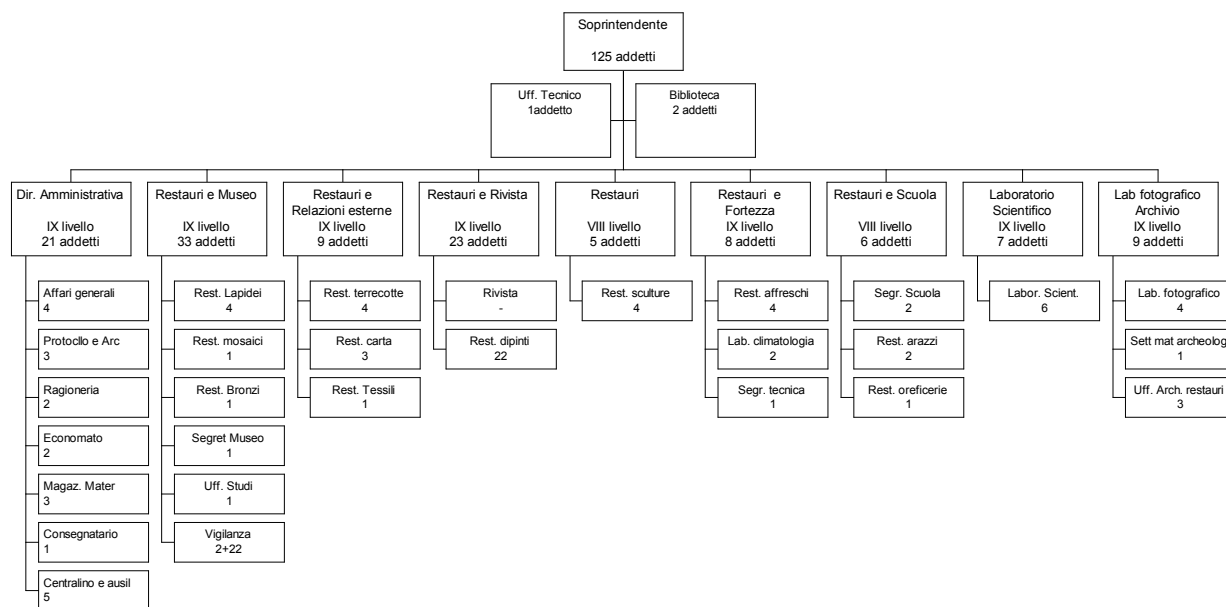 Soprintendente
125 addetti
Uff. Tecnico
1addetto
Biblioteca
2 addetti
Dir. Amministrativa
IX livello
21 addetti
Restauri e Museo
IX livello
33 addetti
Restauri e
Relazioni esterne
IX livello
9 addetti
Restauri e Rivista
IX livello
23 addetti
Restauri
VIII livello
5 addetti
Restauri e
Fortezza
IX livello
8 addetti
Restauri e Scuola
VIII livello
6 addetti
Laboratorio
Scientifico
IX livello
7 addetti
Lab fotografico
Archivio
IX livello
9 addetti
Affari generali
4
Protocllo e Arc
3
Ragioneria
2
Economato
2
Magaz. Mater
3
Consegnatario
1
Centralino e ausil
5
Rest. Lapidei
4
Rest. mosaici
1
Rest. Bronzi
1
Segret Museo
1
Uff. Studi
1
Vigilanza
2+22
Rest. terrecotte
4
Rest. carta
3
Rest. Tessili
1
Rivista
-
Rest. dipinti
22
Rest. sculture
4
Rest. affreschi
4
Lab. climatologia
2
Segr. tecnica
1
Segr. Scuola
2
Rest. arazzi
2
Rest. oreficerie
1
Labor. Scient.
6
Lab. fotografico
4
Sett mat archeolog
1
Uff. Arch. restauri
3